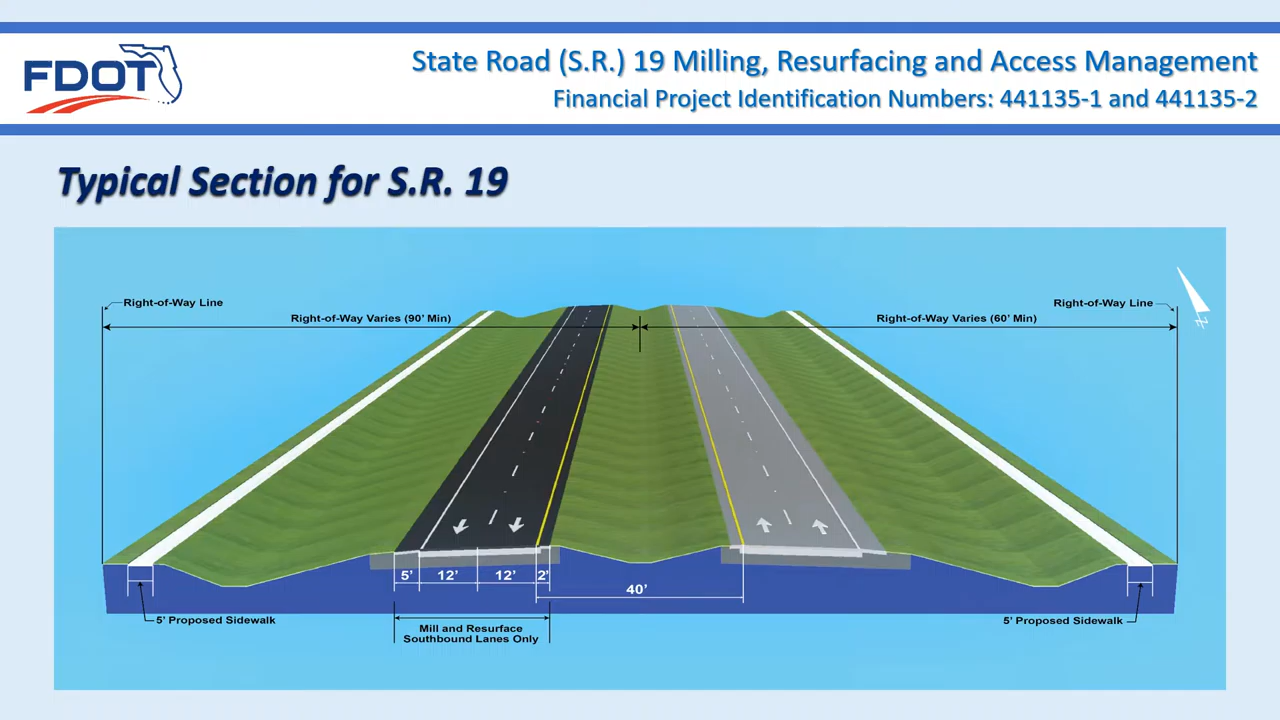 FDOT
State Road (S.R.) 19 Milling, Resurfacing and Access Management
Financial Project Identification Numbers: 441135-1 and 441135-2
Typical Section for S.R. 19
Right-of-Way Line
Right-of-Way Line
Right-of-Way Varies (90' Min)
Right-of-Way Varies (60' Min)
Z
5' 12' 12' 2'
40'
5' Proposed Sidewalk
5' Proposed Sidewalk
Mill and Resurface
Southbound Lanes Only